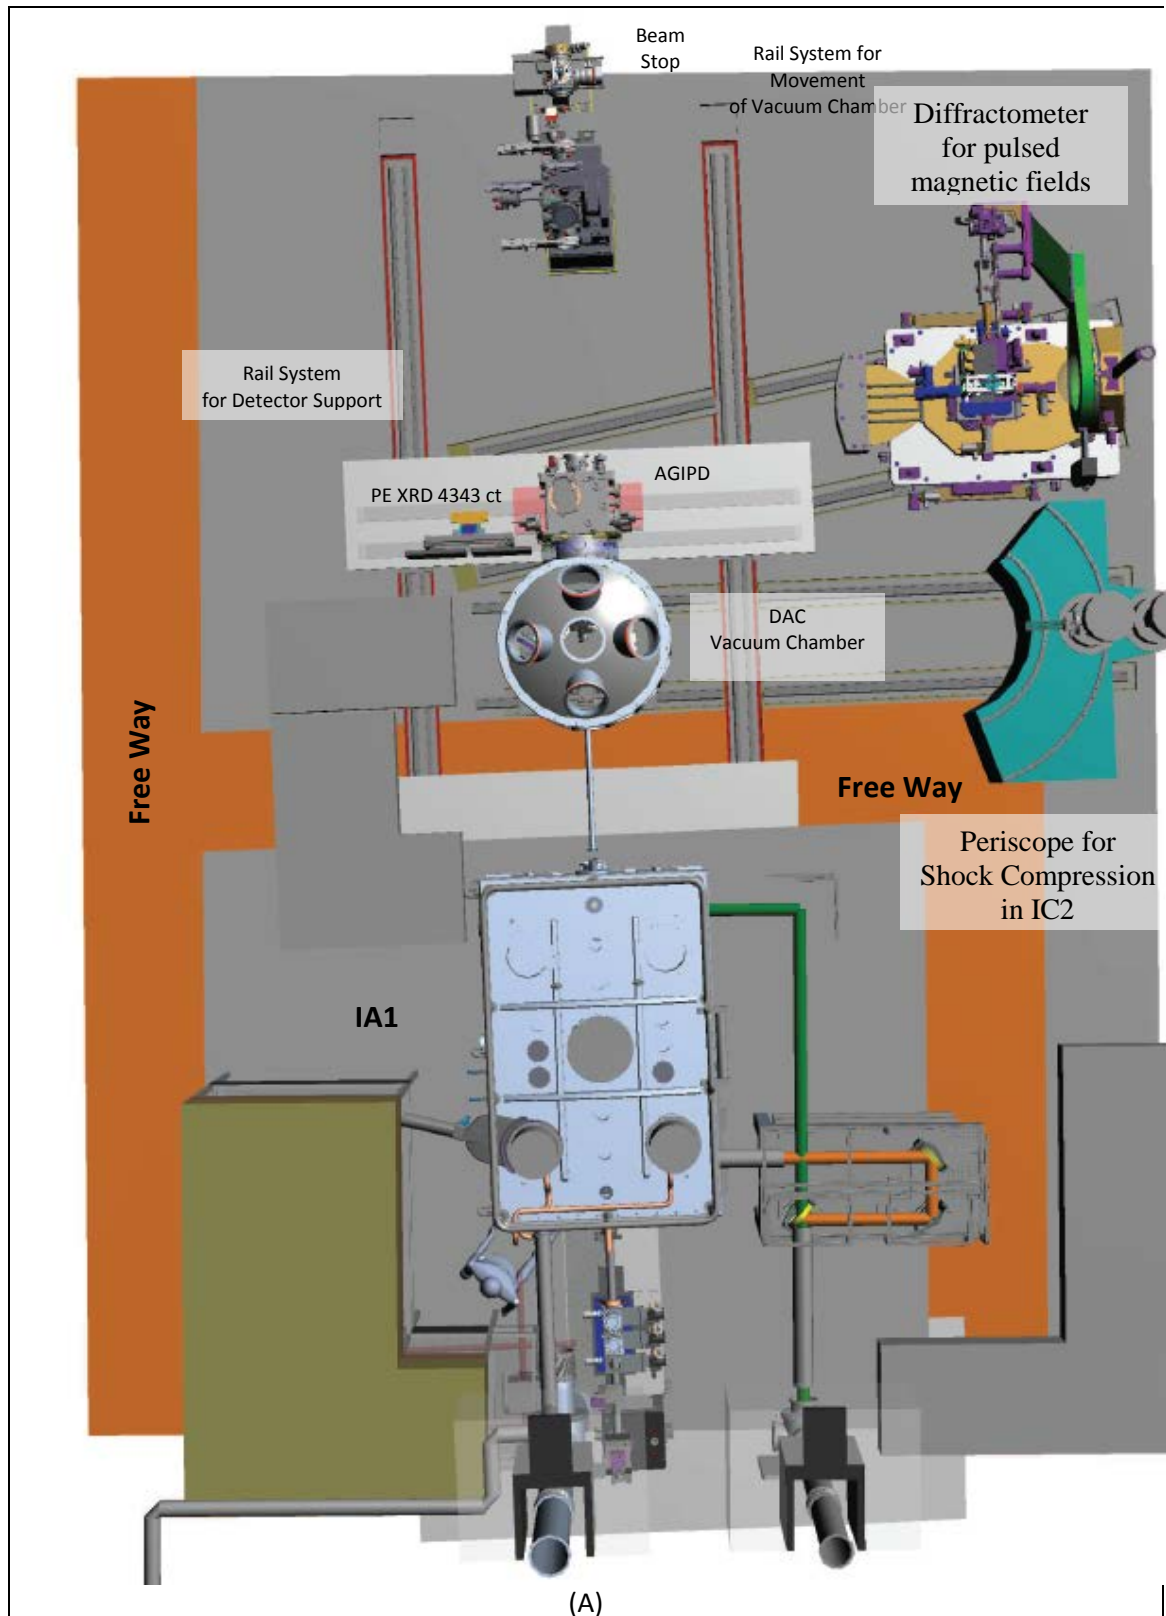 Beam
Stop
Rail System for
Movement
of Vacuum Chamber
Diffractometer
for pulsed
magnetic fields
Rail System
for Detector Support
AGIPD
PE XRD 4343 ct
DAC
Vacuum Chamber
Free Way
Free Way
Periscope for
Shock Compression
in IC2
IA1
(A)